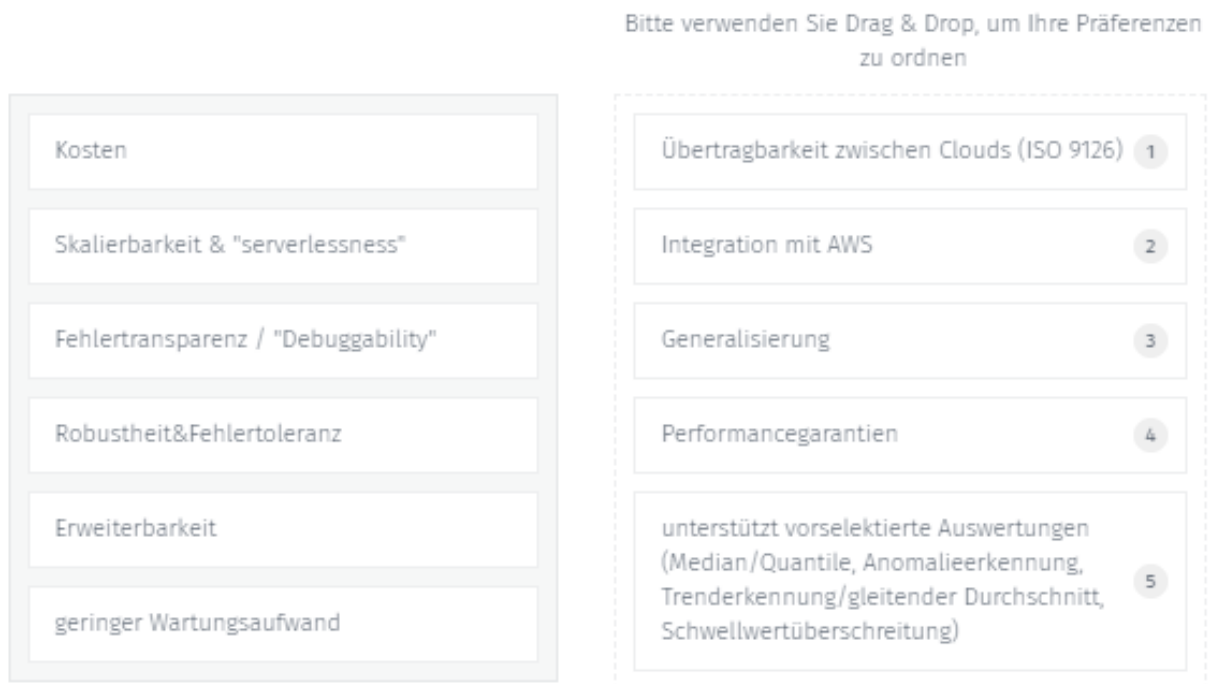 Bitte verwenden Sie Drag & Drop, um Ihre Präferenzen
zu ordnen
Kosten
Skalierbarkeit & "serverlessness"
Fehlertransparenz / "Debuggability"
Robustheit&Fehlertoleranz
Erweiterbarkeit
geringer Wartungsaufwand
Übertragbarkeit zwischen Clouds (ISO 9126) 1
Integration mit AWS 2
Generalisierung 3
Performancegarantien 4
unterstützt vorselektierte Auswertungen
(Median/Quantile, Anomalieerkennung,
Trenderkennung/gleitender Durchschnitt,
Schwellwertüberschreitung)
5